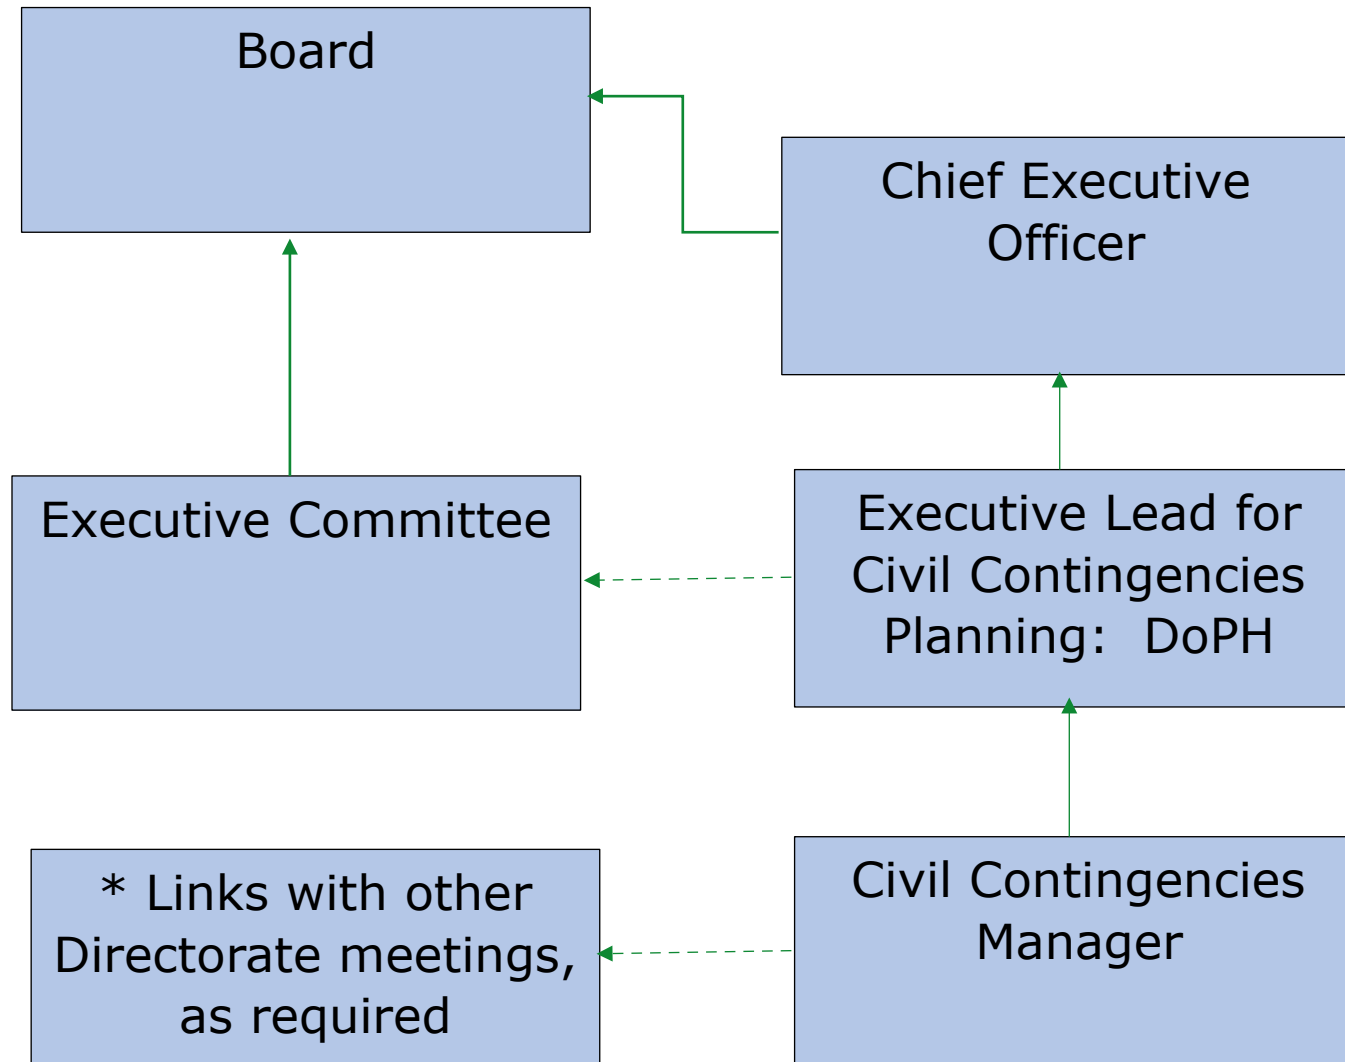 Board
Chief Executive
Officer
Executive Committee
Executive Lead for
Civil Contingencies
Planning:  DoPH
* Links with other
Directorate meetings,
as required
Civil Contingencies
Manager